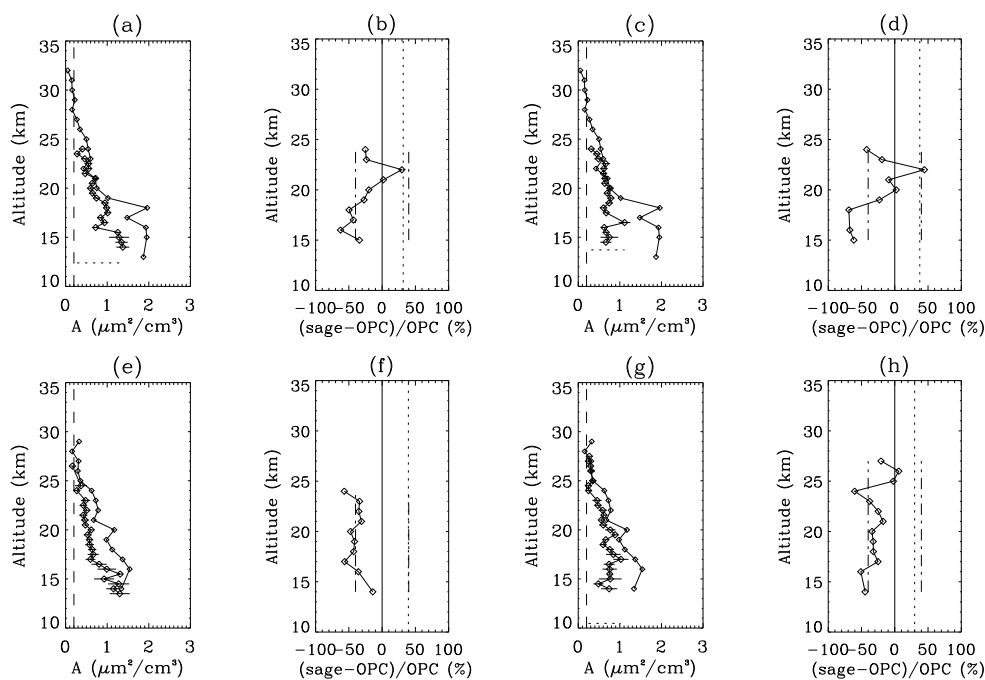 (a) (b) (c) (d)
35 35 35 35
30 30 30 30
25 25 25 25
20 20 20 20
15 15 15 15
10 10 10 10
Altitude (km) Altitude (km) Altitude (km) Altitude (km)
0 1 2 3 -100-50 0 50 100 0 1 2 3 -100-50 0 50 100
A (μm²/cm³) (sage-OPC)/OPC (%) A (μm²/cm³) (sage-OPC)/OPC (%)
(e) (f) (g) (h)
35 35 35 35
30 30 30 30
25 25 25 25
20 20 20 20
15 15 15 15
10 10 10 10
Altitude (km) Altitude (km) Altitude (km) Altitude (km)
0 1 2 3 -100-50 0 50 100 0 1 2 3 -100-50 0 50 100
A (μm²/cm³) (sage-OPC)/OPC (%) A (μm²/cm³) (sage-OPC)/OPC (%)